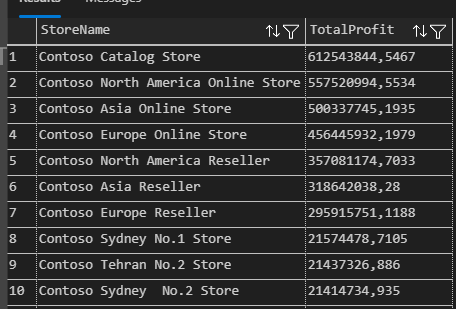 Results Messages
StoreName TotalProfit
1 Contoso Catalog Store 612543844,5467
2 Contoso North America Online Store 557520994,5534
3 Contoso Asia Online Store 500337745,1935
4 Contoso Europe Online Store 456445932,1979
5 Contoso North America Reseller 357081174,7033
6 Contoso Asia Reseller 318642038,28
7 Contoso Europe Reseller 295915751,1188
8 Contoso Sydney No.1 Store 21574478,7105
9 Contoso Tehran No.2 Store 21437326,886
10 Contoso Sydney  No.2 Store 21414734,935